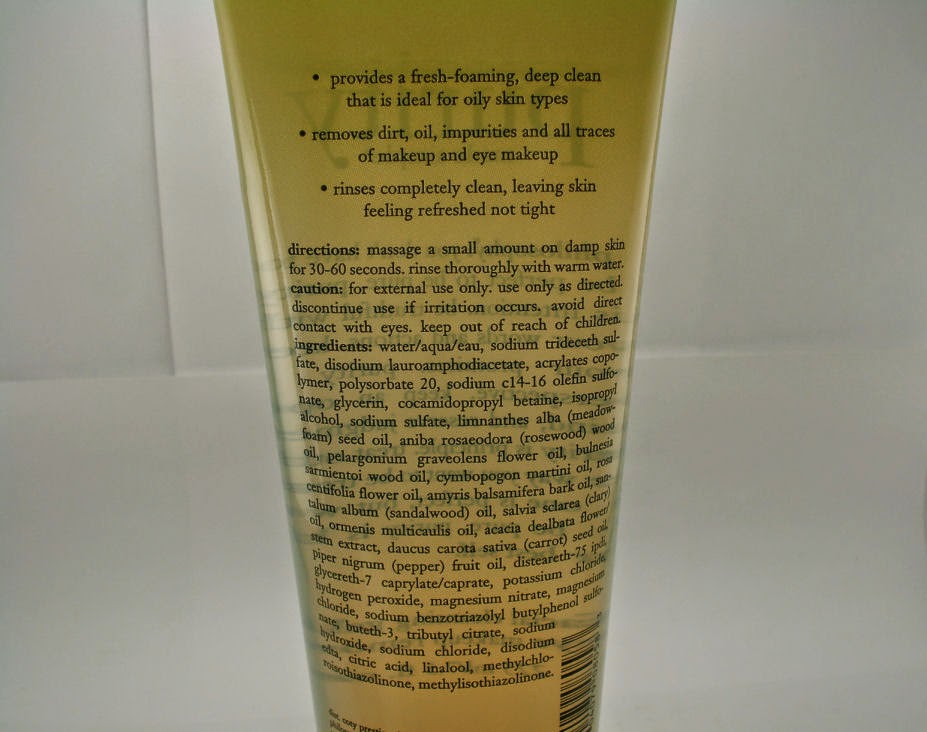 • provides a fresh-foaming, deep clean
that is ideal for oily skin types
• removes dirt, oil, impurities and all traces
of makeup and eye makeup
• rinses completely clean, leaving skin
feeling refreshed not tight
directions: massage a small amount on damp skin
for 30-60 seconds. rinse thoroughly with warm water.
caution: for external use only. use only as directed.
discontinue use if irritation occurs. avoid direct
contact with eyes. keep out of reach of children.
ingredients: water/aqua/eau, sodium trideceth sul-
fate, disodium lauroamphodiacetate, acrylates copo-
lymer, polysorbate 20, sodium c14-16 olefin sulfo-
nate, glycerin, cocamidopropyl betaine, isopropyl
alcohol, sodium sulfate, limnanthes alba (meadow-
foam) seed oil, aniba rosaeodora (rosewood) wood
oil, pelargonium graveolens flower oil, bulnesia
sarmientoi wood oil, cymbopogon martini oil, rosa
centifolia flower oil, amyris balsamifera bark oil, san-
talum album (sandalwood) oil, salvia sclarea (clary)
oil, ormenis multicaulis oil, acacia dealbata flower/
stem extract, daucus carota sativa (carrot) seed oil,
piper nigrum (pepper) fruit oil, disteareth-75 ipdi,
glycereth-7 caprylate/caprate, potassium chloride,
hydrogen peroxide, magnesium nitrate, magnesium
chloride, sodium benzotriazolyl butylphenol sulfo-
nate, buteth-3, tributyl citrate, sodium
hydroxide, sodium chloride, disodium
edta, citric acid, linalool, methylchlo-
roisothiazolinone, methylisothiazolinone.
dist. coty